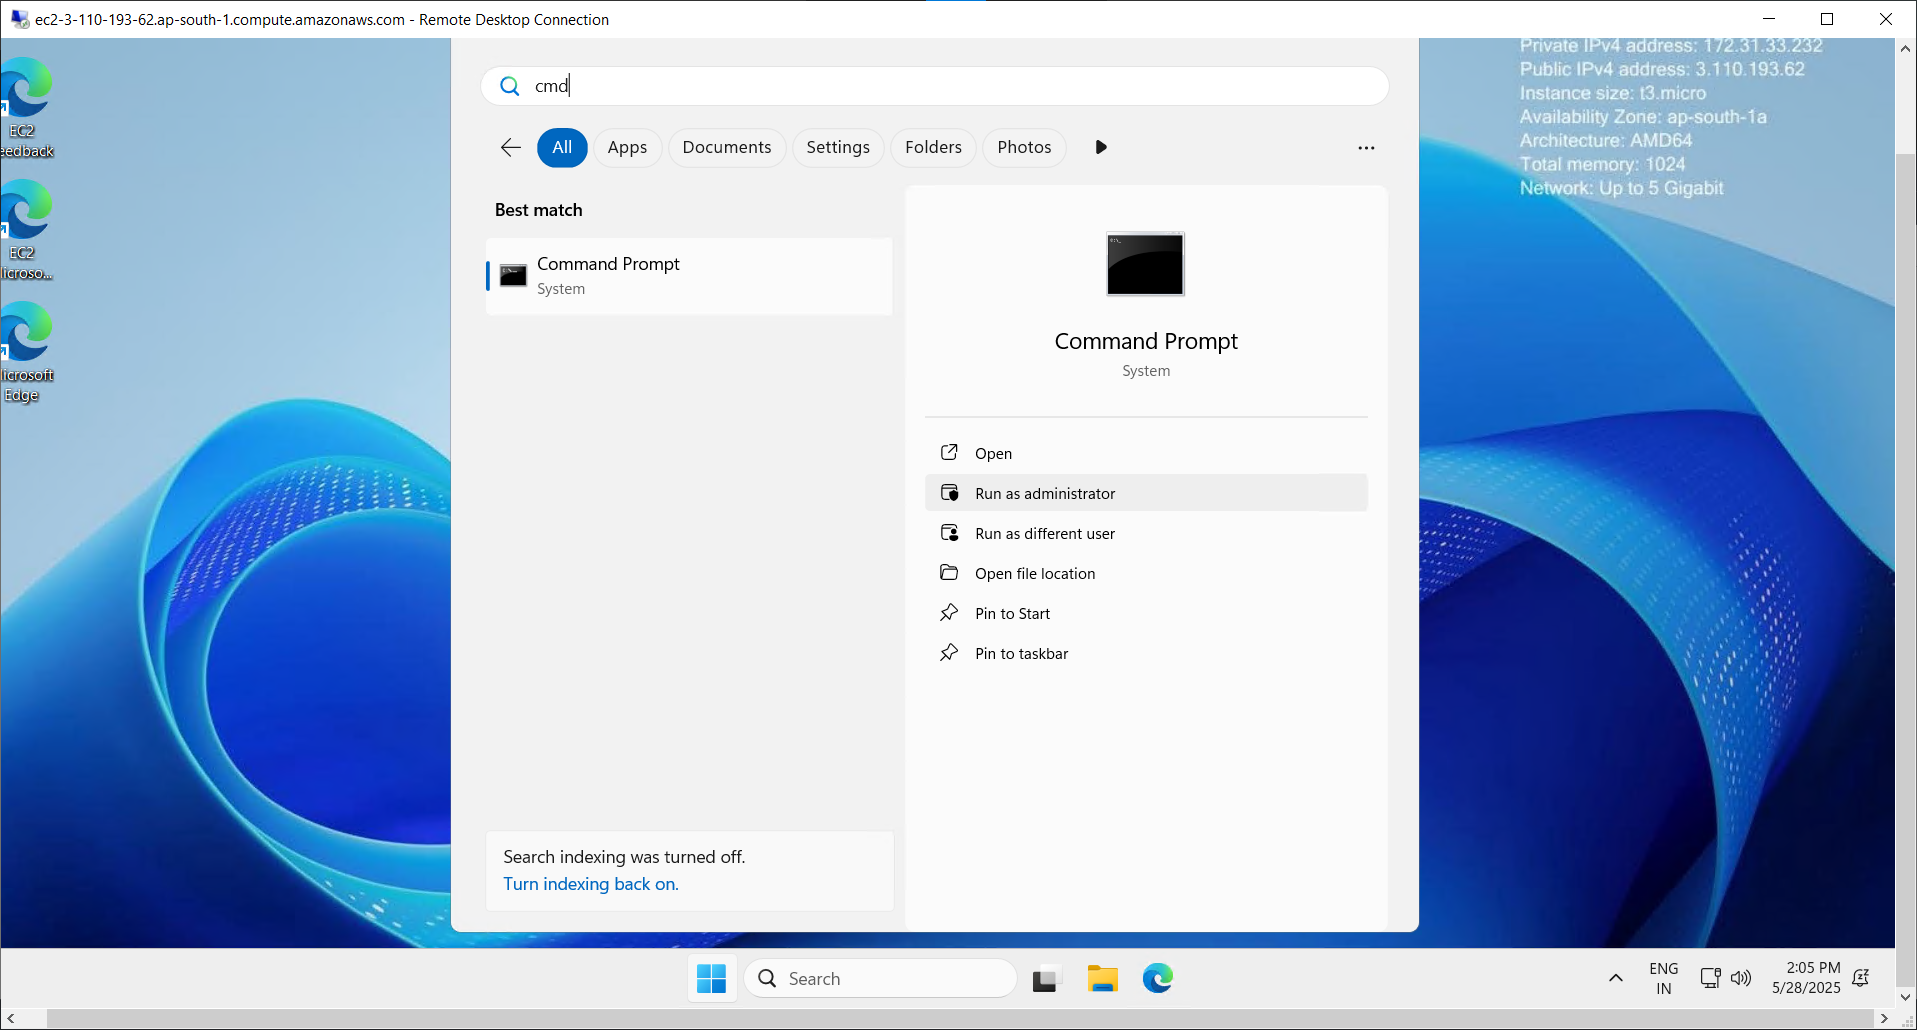 ec2-3-110-193-62.ap-south-1.compute.amazonaws.com - Remote Desktop Connection
EC2
eedback
EC2
licroso...
licrosoft
Edge
cmd
All
Apps
Documents
Settings
Folders
Photos
Best match
Command Prompt
System
Search indexing was turned off.
Turn indexing back on.
Command Prompt
System
Open
Run as administrator
Run as different user
Open file location
Pin to Start
Pin to taskbar
Private IPv4 address: 172.31.33.232
Public IPv4 address: 3.110.193.62
Instance size: t3.micro
Availability Zone: ap-south-1a
Architecture: AMD64
Total memory: 1024
Network: Up to 5 Gigabit
Search
ENG
IN
2:05 PM
5/28/2025